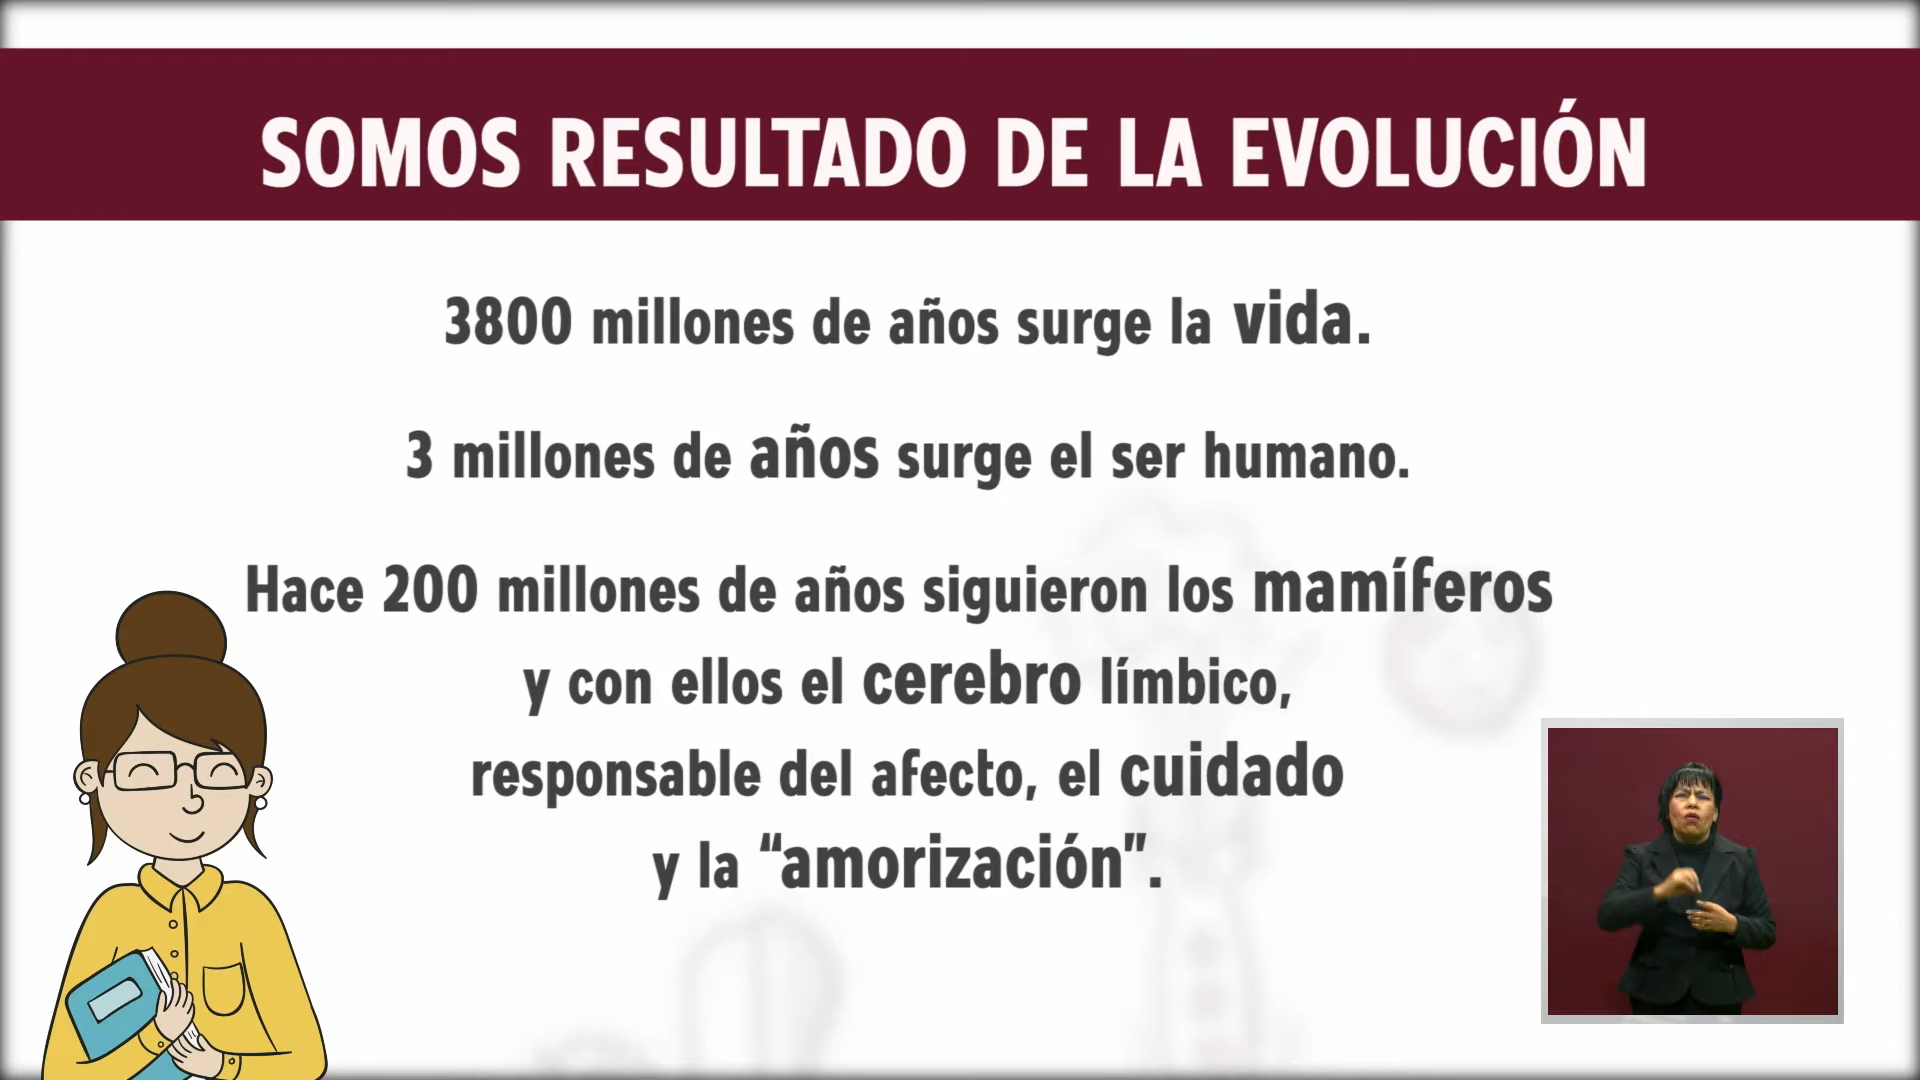 SOMOS RESULTADO DE LA EVOLUCIÓN
3800 millones de años surge la vida.
3 millones de años surge el ser humano.
Hace 200 millones de años siguieron los mamíferos
y con ellos el cerebro límbico,
responsable del afecto, el cuidado
y la “amorización”.